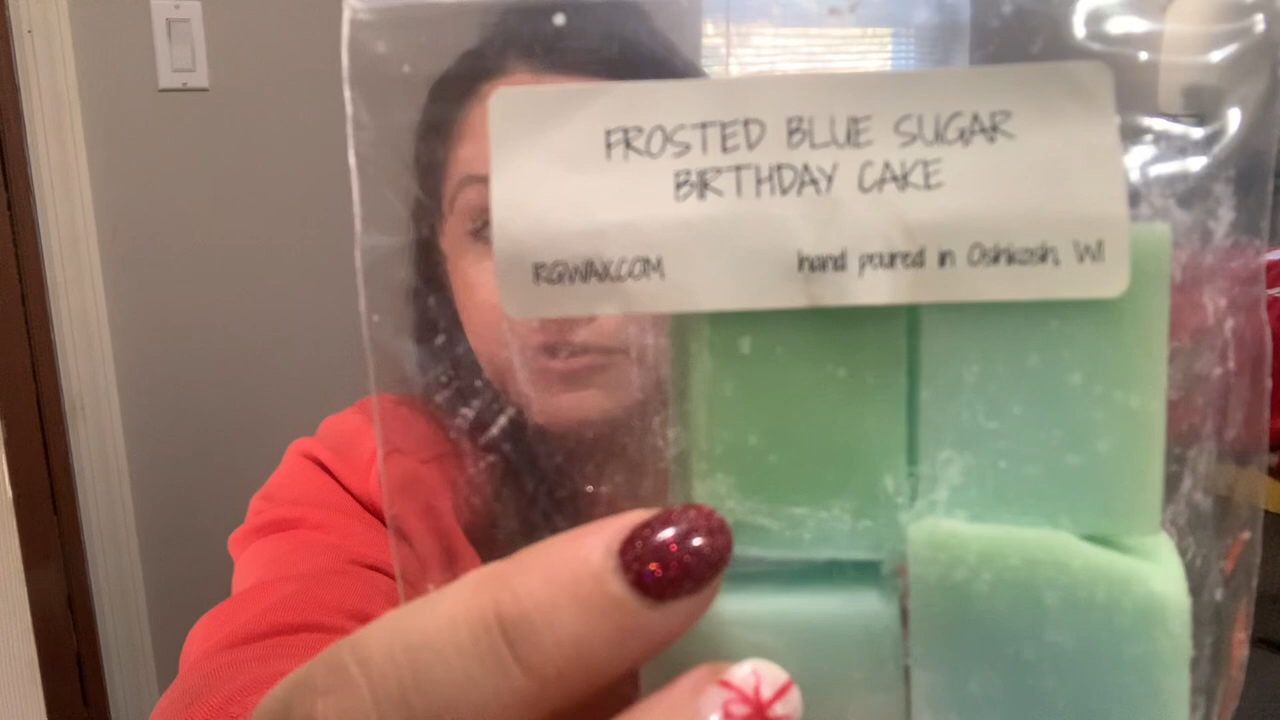 FROSTED BLUE SUGAR
BIRTHDAY CAKE
RGWAX.COM
hand poured in Oshkosh, WI